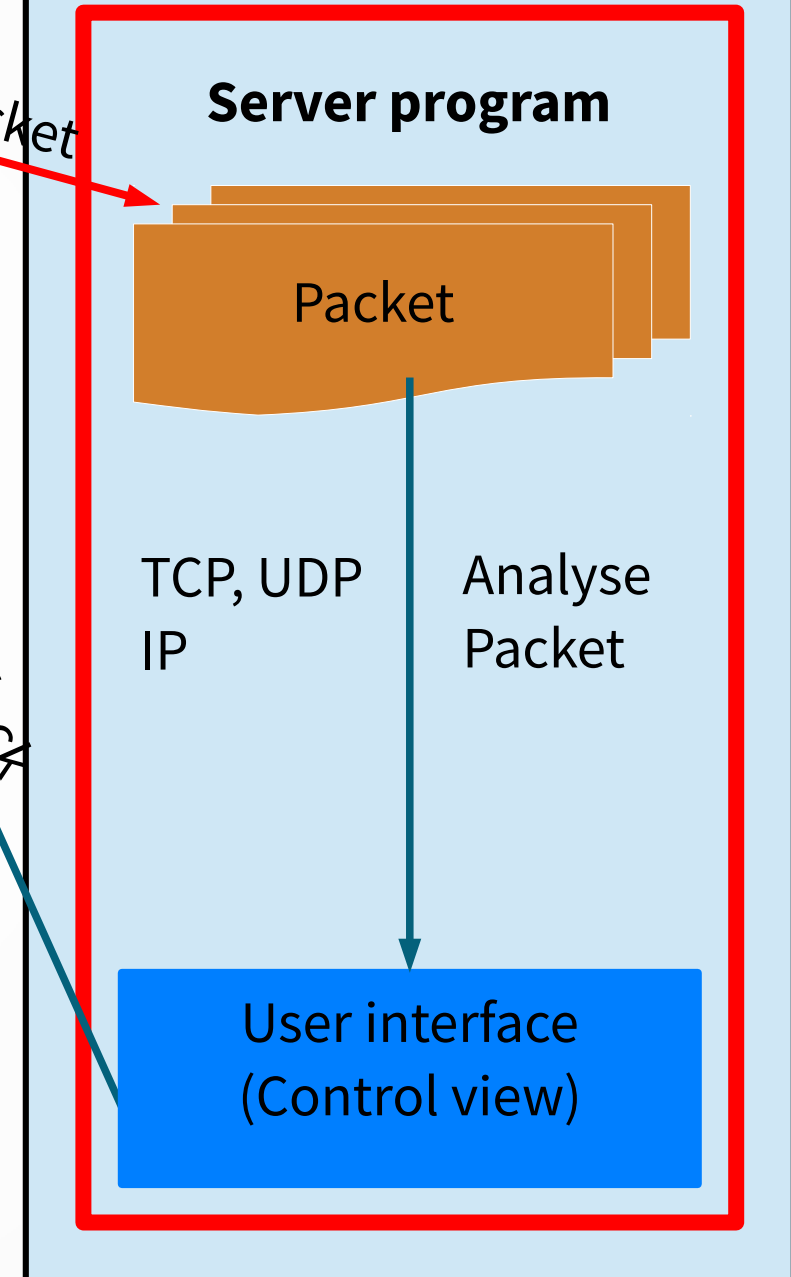 Server program
Packet
TCP, UDP
IP
Analyse
Packet
User interface
(Control view)